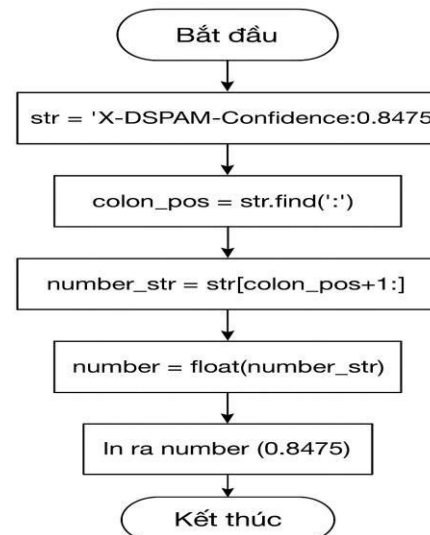 Bắt đầu
str = 'X-DSPAM-Confidence:0.8475
colon_pos = str.find(':')
number_str = str[colon_pos+1:]
number = float(number_str)
In ra number (0.8475)
Kết thúc